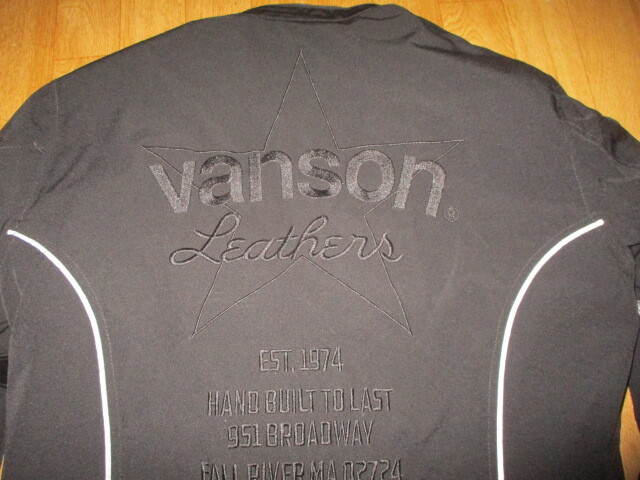 vanson®
Leathers
EST. 1974
HAND BUILT TO LAST
951 BROADWAY
FALL RIVER MA 02724